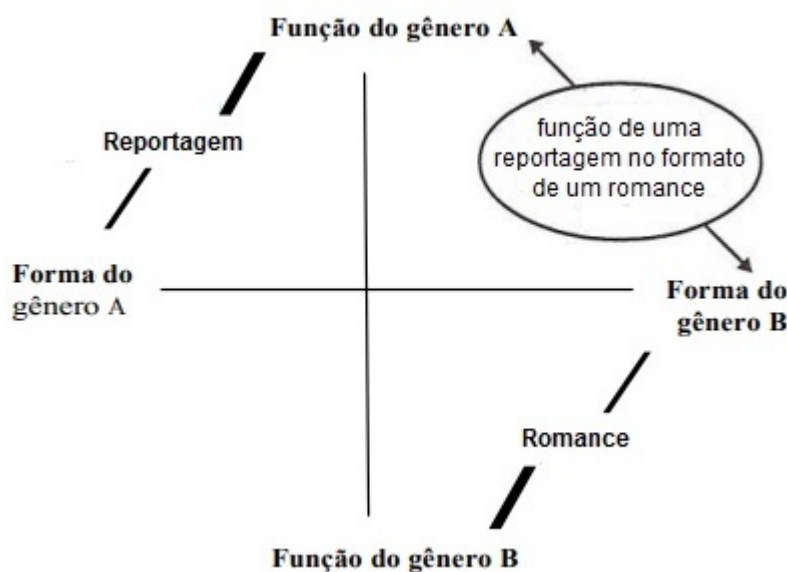 Função do gênero A
função de uma
reportagem no formato
de um romance
Reportagem
Forma do
gênero A
Forma do
gênero B
Romance
Função do gênero B